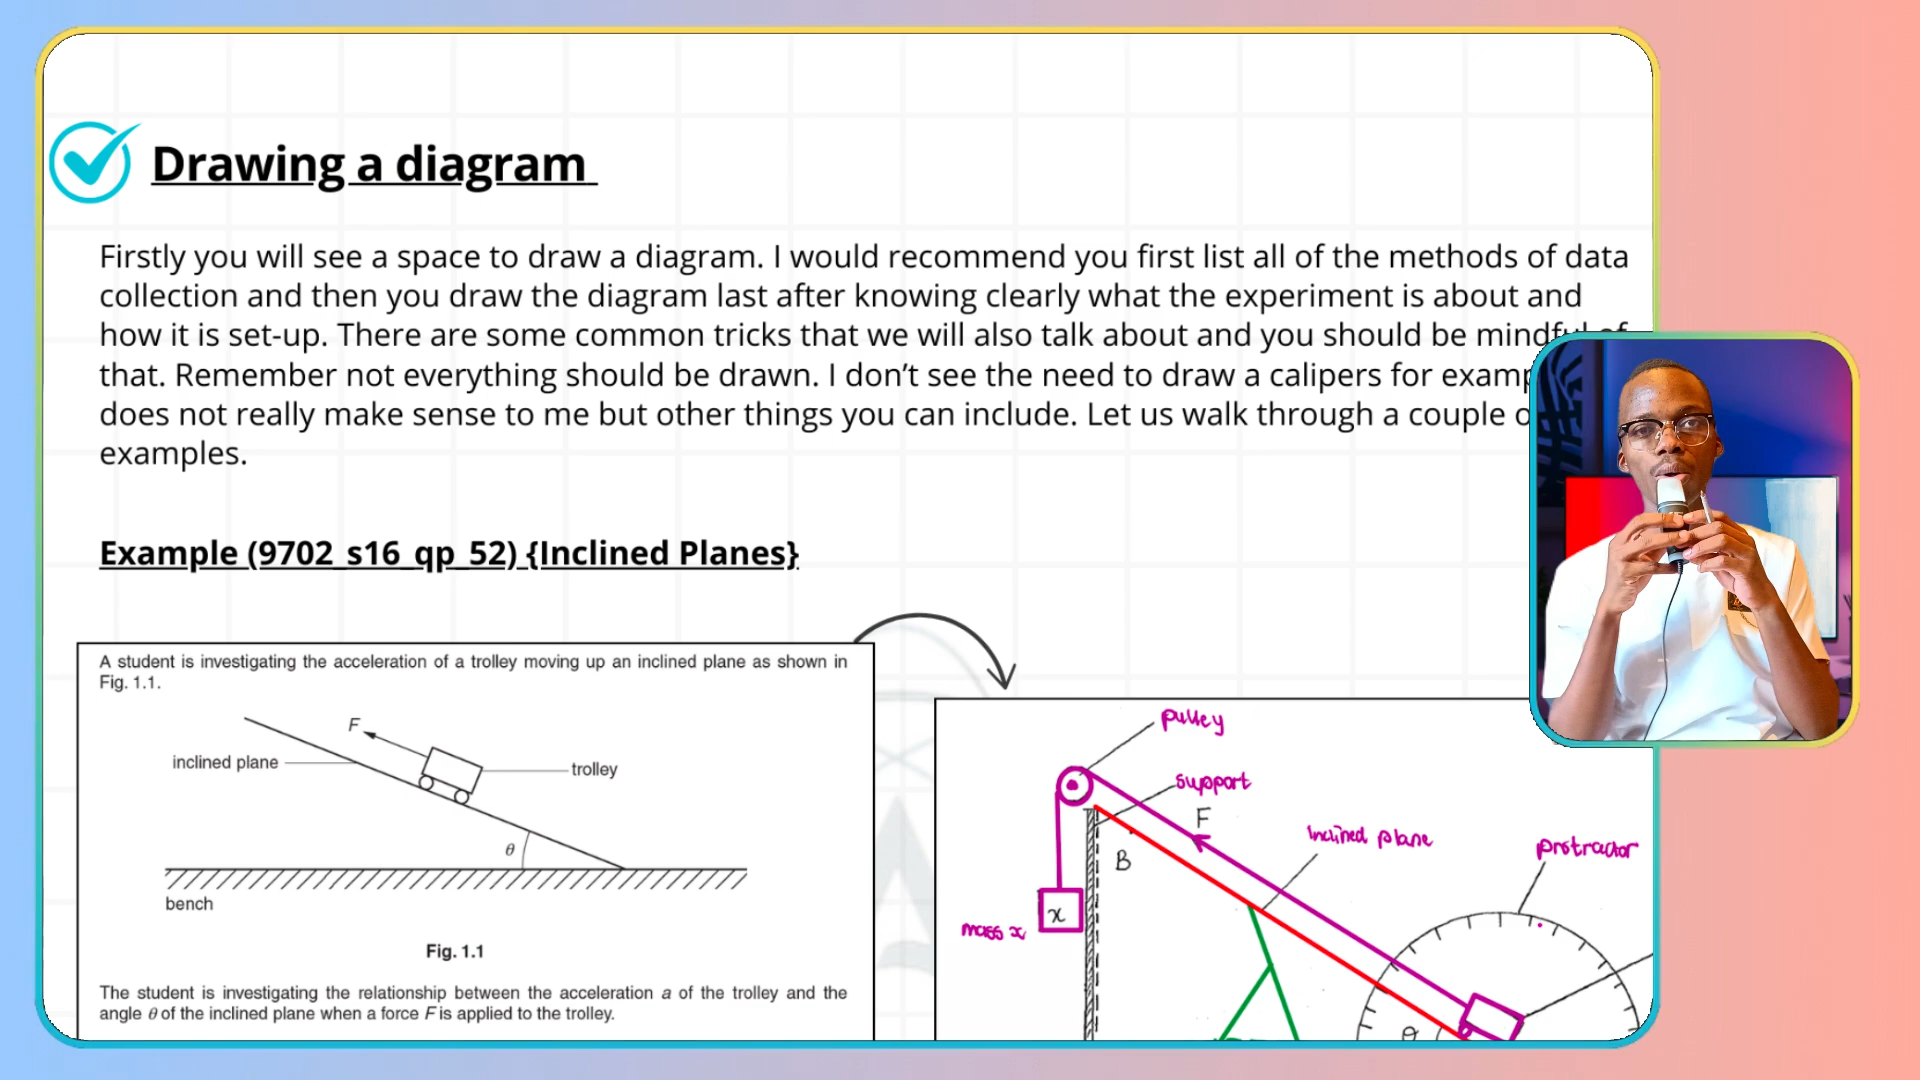 Drawing a diagram
Firstly you will see a space to draw a diagram. I would recommend you first list all of the methods of data
collection and then you draw the diagram last after knowing clearly what the experiment is about and
how it is set-up. There are some common tricks that we will also talk about and you should be mindful of
that. Remember not everything should be drawn. I don't see the need to draw a calipers for
does not really make sense to me but other things you can include. Let us walk through a couple
examples.
Example (9702_s16_qp_52) {Inclined Planes}
A student is investigating the acceleration of a trolley moving up an inclined plane as shown in
Fig. 1.1.
F
inclined plane
trolley
θ
bench
Fig. 1.1
The student is investigating the relationship between the acceleration a of the trolley and the
angle θ of the inclined plane when a force F is applied to the trolley.
pulley
support
F
Inclined plane
protractor
B
x
mass x
θ